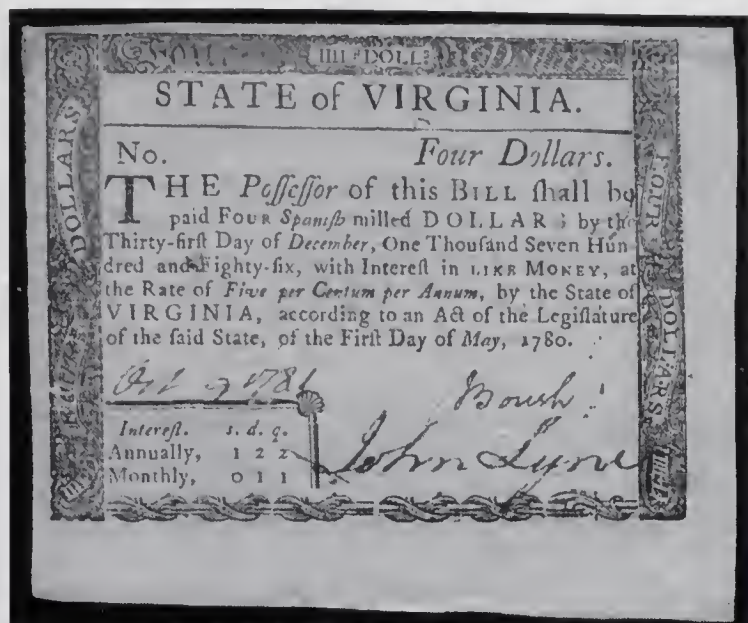 IIII DOLLs
STATE of VIRGINIA.
No. Four Dollars.
THE Poſſeſſor of this BILL ſhall be
paid FOUR Spaniſh milled DOLLARS by the
Thirty-firſt Day of December, One Thouſand Seven Hun
dred and Eighty-ſix, with Intereſt in LIKE MONEY, at
the Rate of Five per Centum per Annum, by the State of
VIRGINIA, according to an Act of the Legiſlature
of the ſaid State, of the Firſt Day of May, 1780.
Boush
John Lyne
Intereſt. s. d. q.
Annually, 1 2 2
Monthly, 0 1 1
DOLLARS
FOUR DOLLARS